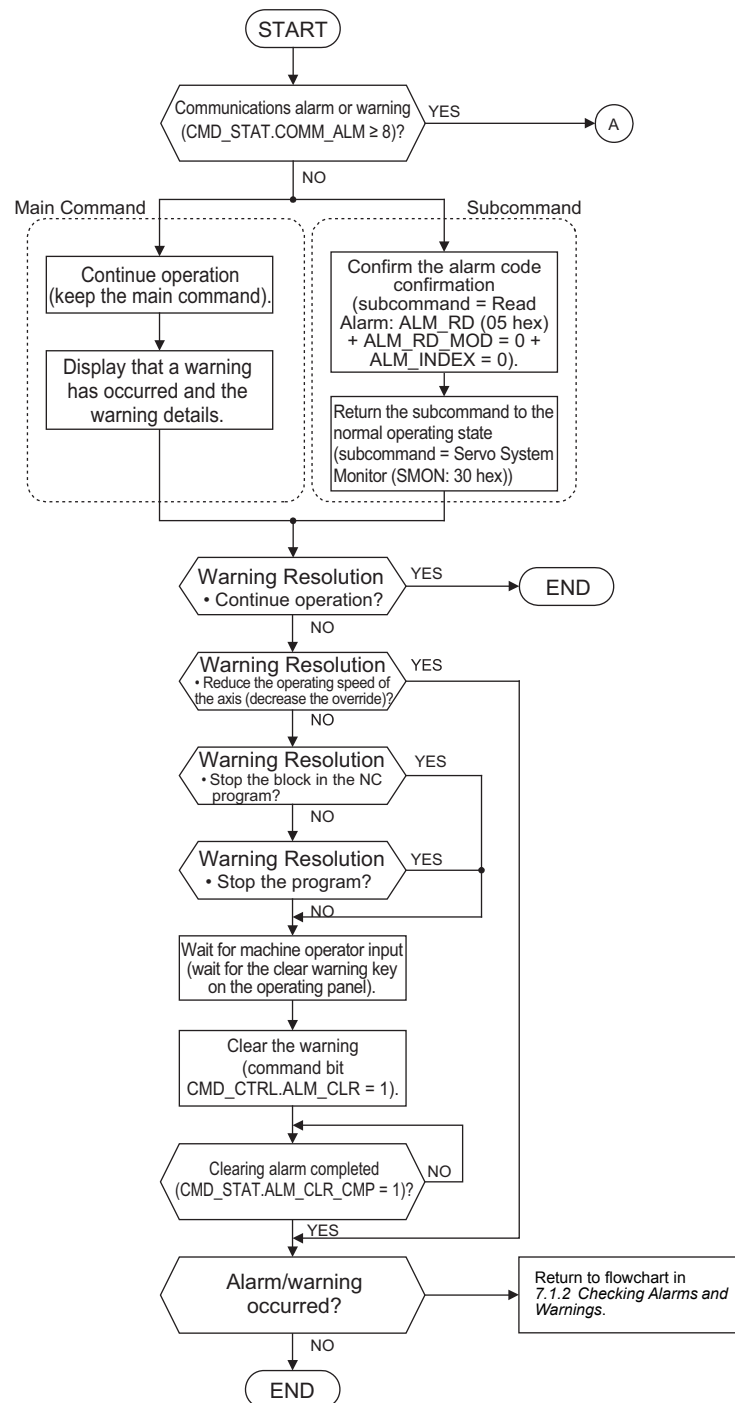 START
Communications alarm or warning
(CMD_STAT.COMM_ALM ≥ 8)?
YES
A
NO
Main Command
Subcommand
Continue operation
(keep the main command).
Display that a warning
has occurred and the
warning details.
Confirm the alarm code
confirmation
(subcommand = Read
Alarm: ALM_RD (05 hex)
+ ALM_RD_MOD = 0 +
ALM_INDEX = 0).
Return the subcommand to the
normal operating state
(subcommand = Servo System
Monitor (SMON: 30 hex))
Warning Resolution
• Continue operation?
YES
END
NO
Warning Resolution
• Reduce the operating speed of
the axis (decrease the override)?
YES
NO
Warning Resolution
• Stop the block in the NC
program?
YES
NO
Warning Resolution
• Stop the program?
YES
NO
Wait for machine operator input
(wait for the clear warning key
on the operating panel).
Clear the warning
(command bit
CMD_CTRL.ALM_CLR = 1).
Clearing alarm completed
(CMD_STAT.ALM_CLR_CMP = 1)?
NO
YES
Alarm/warning
occurred?
Return to flowchart in
7.1.2 Checking Alarms and
Warnings.
NO
END